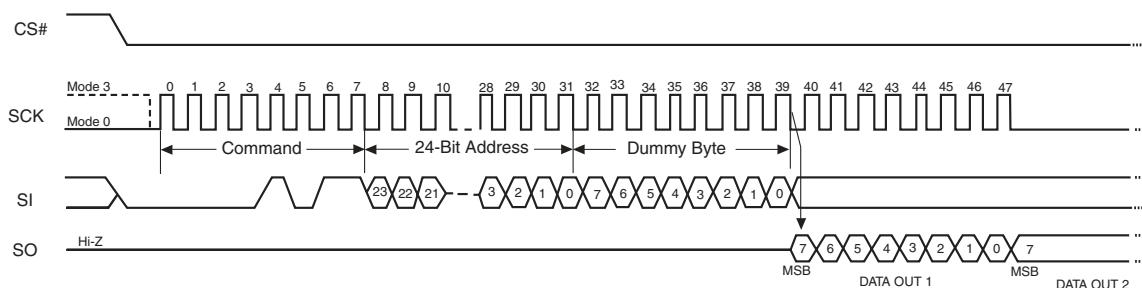 CS#
Mode 3
0 1 2 3 4 5 6 7 8 9 10 28 29 30 31 32 33 34 35 36 37 38 39 40 41 42 43 44 45 46 47
SCK
Mode 0
Command 24-Bit Address Dummy Byte
SI
23 22 21 3 2 1 0 7 6 5 4 3 2 1 0
Hi-Z
SO
7 6 5 4 3 2 1 0 7
MSB DATA OUT 1 MSB DATA OUT 2